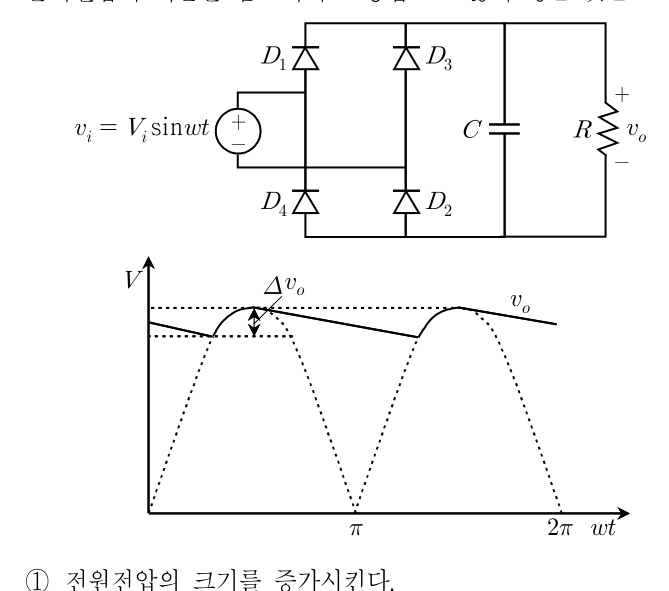 D1
D3
+
vi = Vi sinwt
+
−
C
R
vo
−
D4
D2
V
Δvo
vo
π
2π
wt
① 전원전압의 크기를 증가시킨다.